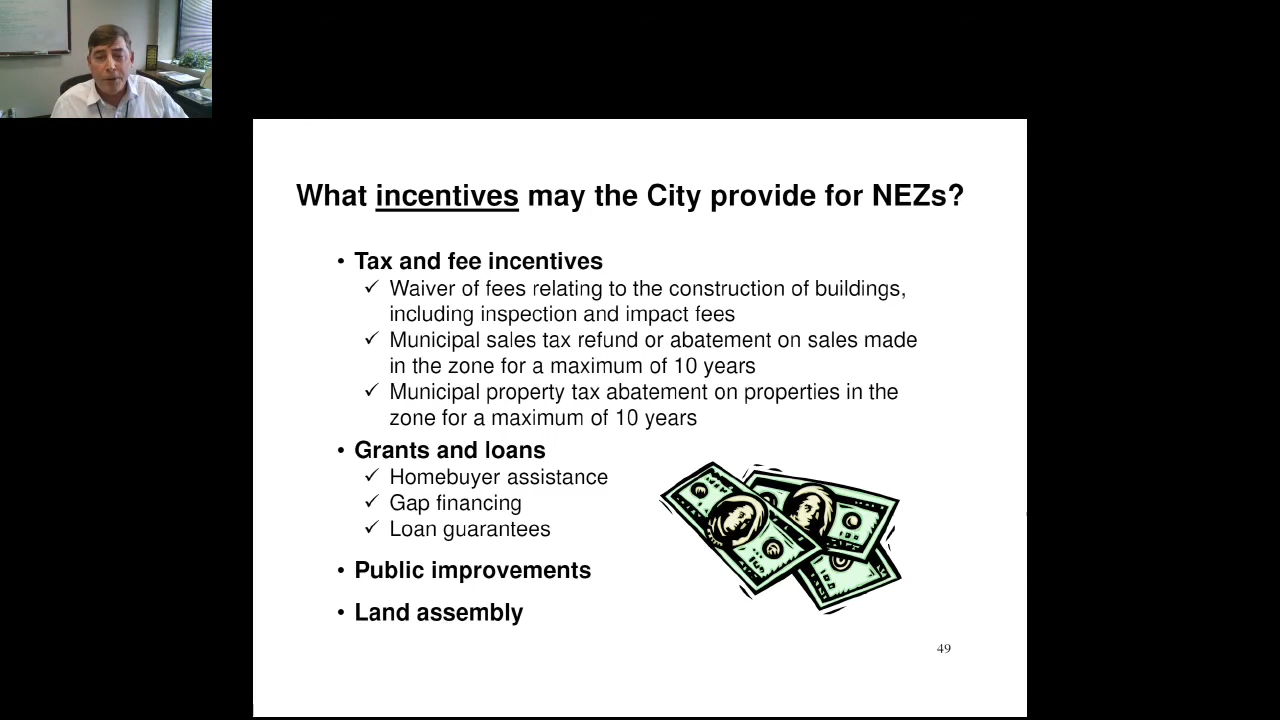 What incentives may the City provide for NEZs?
• Tax and fee incentives
✓ Waiver of fees relating to the construction of buildings,
including inspection and impact fees
✓ Municipal sales tax refund or abatement on sales made
in the zone for a maximum of 10 years
✓ Municipal property tax abatement on properties in the
zone for a maximum of 10 years
• Grants and loans
✓ Homebuyer assistance
✓ Gap financing
✓ Loan guarantees
• Public improvements
• Land assembly
49